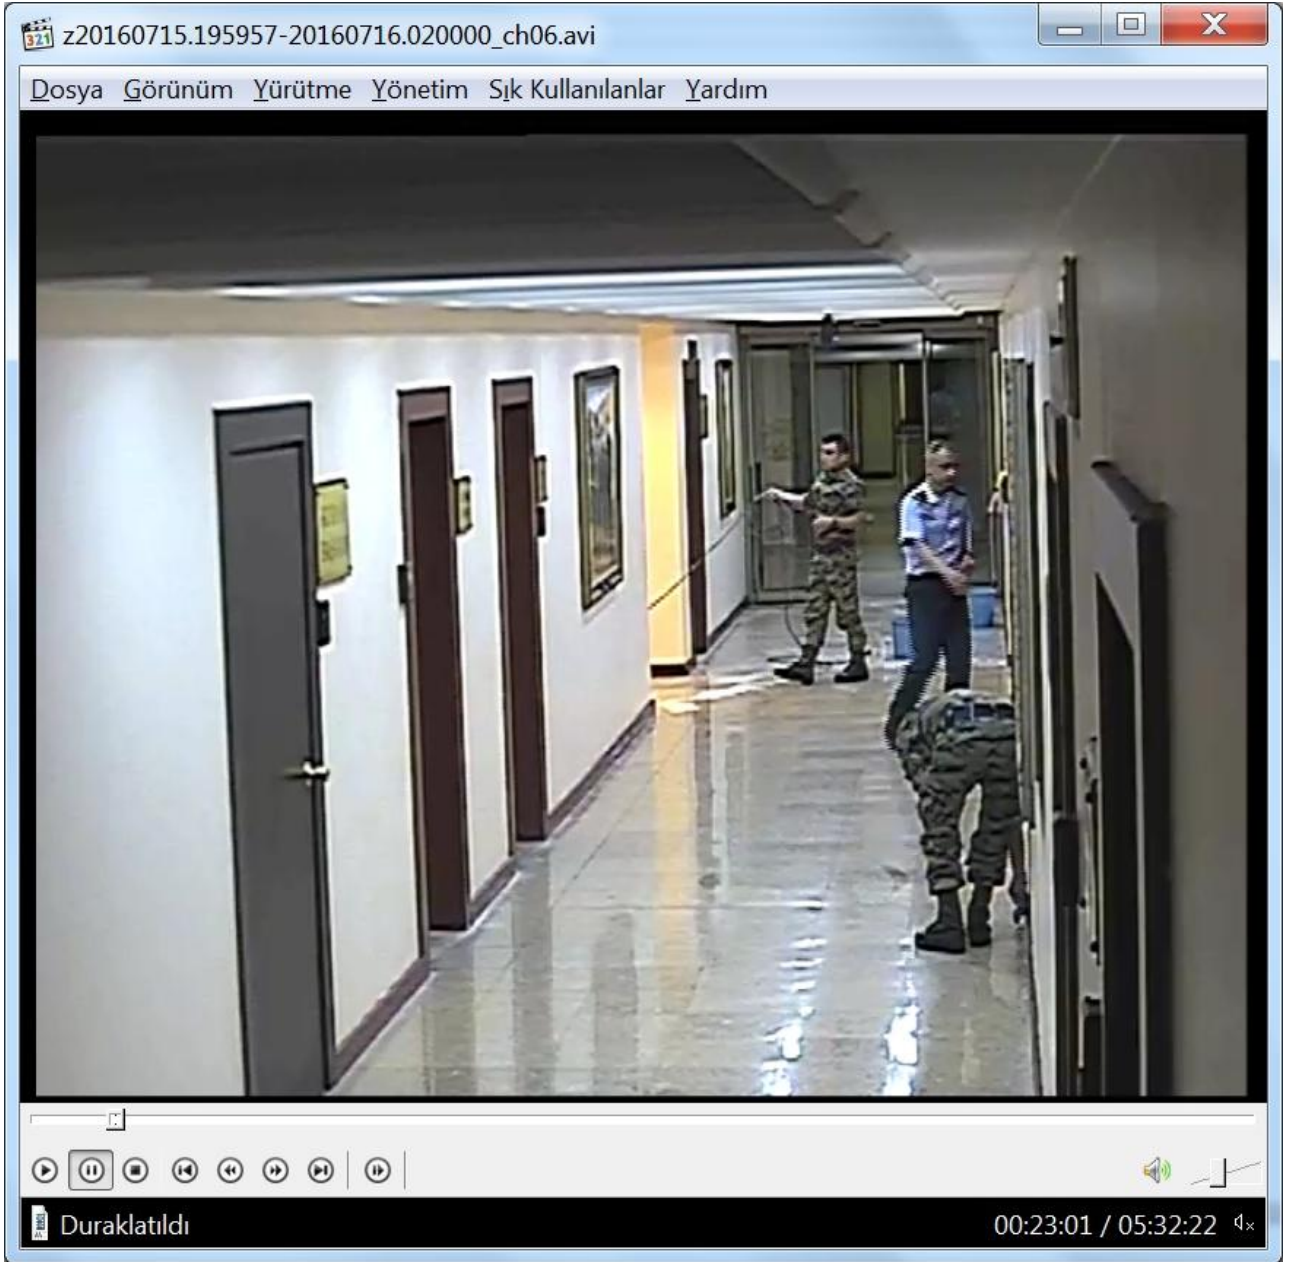 z20160715.195957-20160716.020000_ch06.avi
Dosya Görünüm Yürütme Yönetim Sık Kullanılanlar Yardım
Duraklatıldı 00:23:01 / 05:32:22